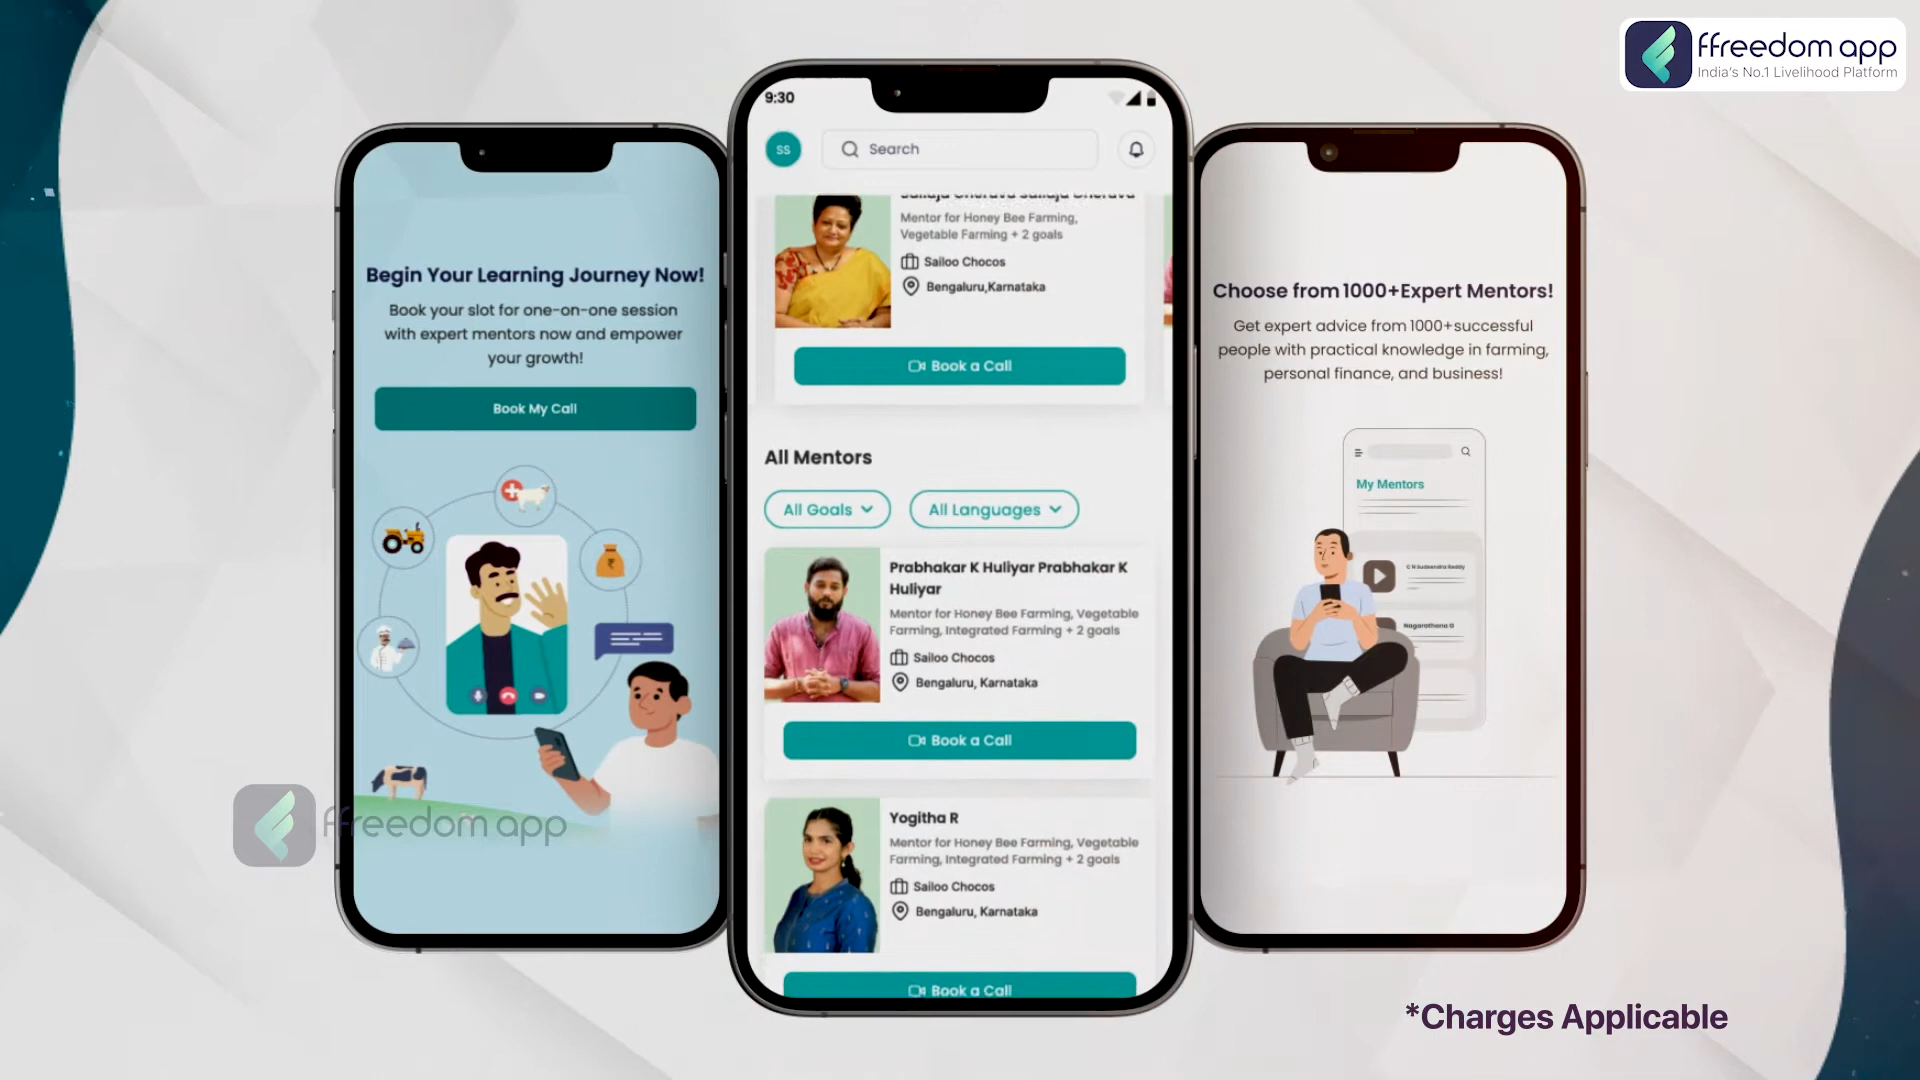 ffreedom app
India's No.1 Livelihood Platform
Begin Your Learning Journey Now!
Book your slot for one-on-one session
with expert mentors now and empower
your growth!
Book My Call
ffreedom app
9:30
SS
Search
Mentor for Honey Bee Farming,
Vegetable Farming + 2 goals
Sailoo Chocos
Bengaluru,Karnataka
Book a Call
All Mentors
All Goals
All Languages
Prabhakar K Huliyar Prabhakar K
Huliyar
Mentor for Honey Bee Farming, Vegetable
Farming, Integrated Farming + 2 goals
Sailoo Chocos
Bengaluru, Karnataka
Book a Call
Yogitha R
Mentor for Honey Bee Farming, Vegetable
Farming, Integrated Farming + 2 goals
Sailoo Chocos
Bengaluru, Karnataka
Book a Call
Choose from 1000+Expert Mentors!
Get expert advice from 1000+successful
people with practical knowledge in farming,
personal finance, and business!
My Mentors
C N Sudeendra Reddy
Nagarathana G
*Charges Applicable